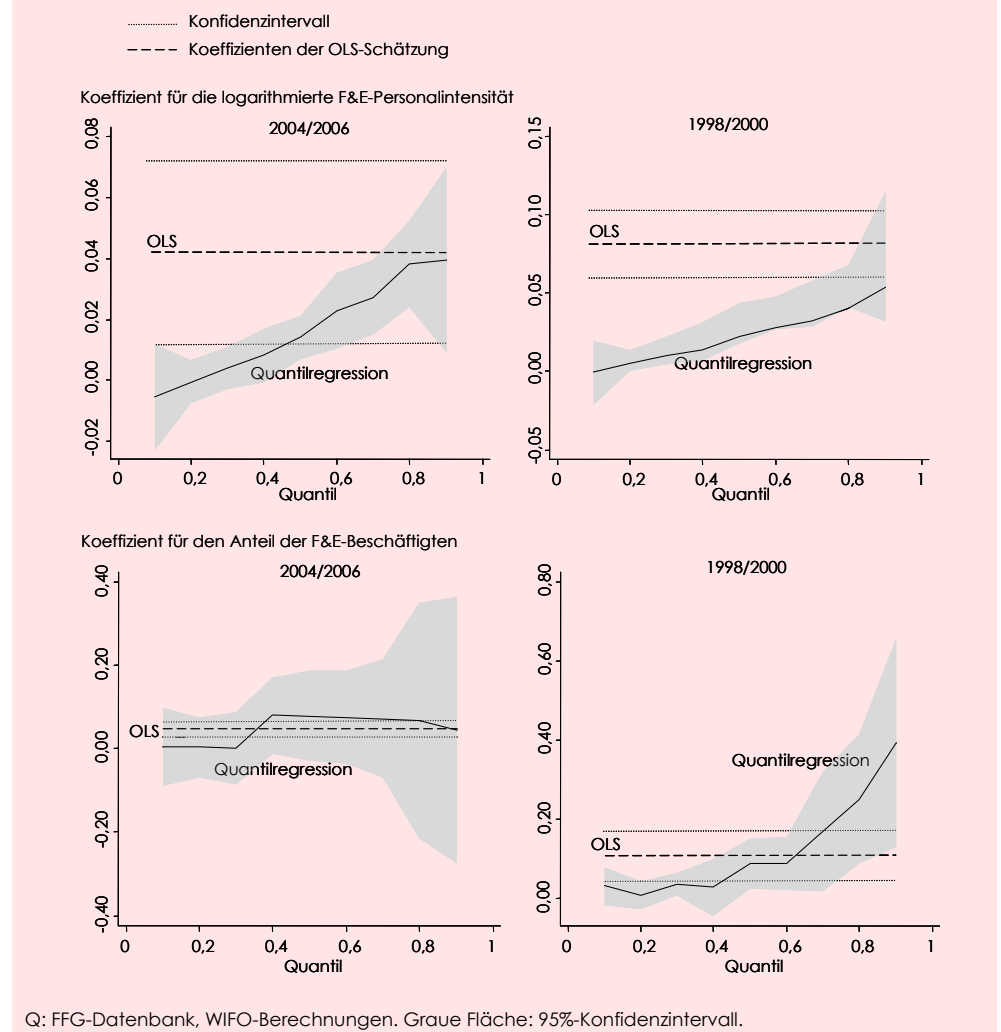 Konfidenzintervall
Koeffizienten der OLS-Schätzung
Koeffizient für die logarithmierte F&E-Personalintensität
2004/2006
0,08
0,06
0,04
0,02
0,00
-0,02
OLS
Quantilregression
0 0,2 0,4 0,6 0,8 1
Quantil
1998/2000
0,15
0,10
0,05
0,00
-0,05
OLS
Quantilregression
0 0,2 0,4 0,6 0,8 1
Quantil
Koeffizient für den Anteil der F&E-Beschäftigten
2004/2006
0,40
0,20
0,00
-0,20
-0,40
OLS
Quantilregression
0 0,2 0,4 0,6 0,8 1
Quantil
1998/2000
0,80
0,60
0,40
0,20
0,00
Quantilregression
OLS
0 0,2 0,4 0,6 0,8 1
Quantil
Q: FFG-Datenbank, WIFO-Berechnungen. Graue Fläche: 95%-Konfidenzintervall.